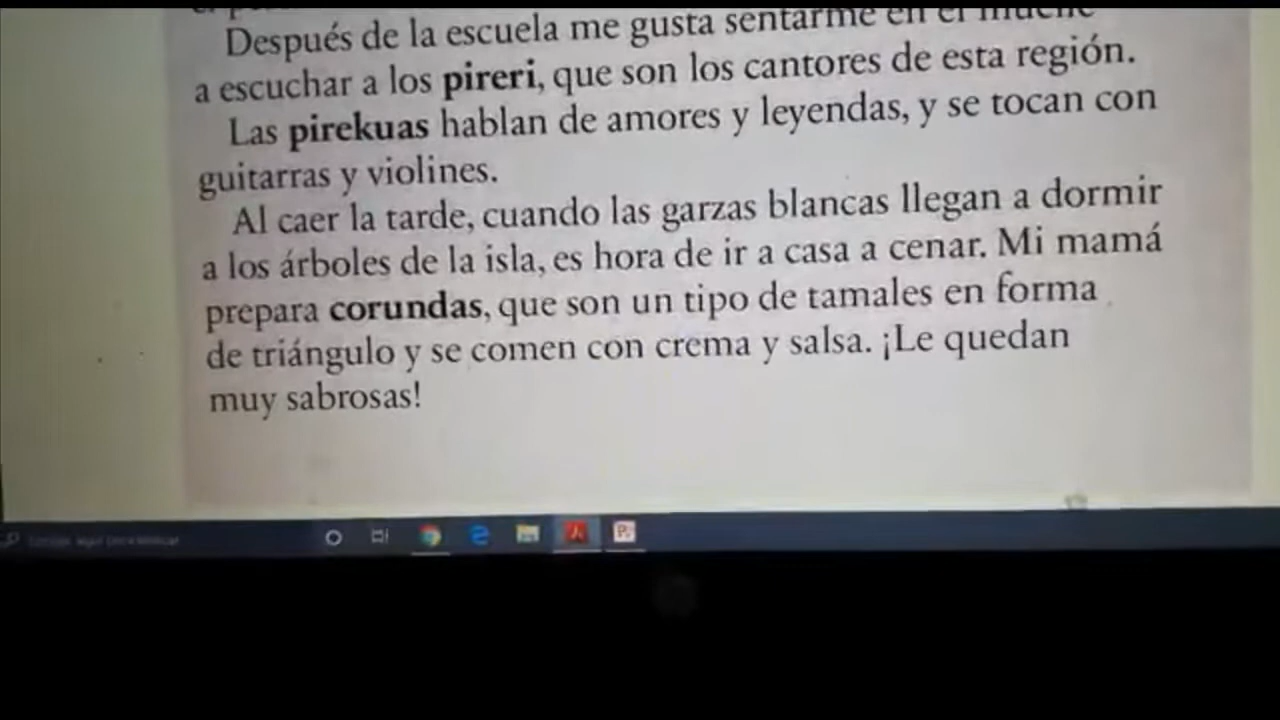 Después de la escuela me gusta sentarme en el muelle
a escuchar a los pireri, que son los cantores de esta región.
Las pirekuas hablan de amores y leyendas, y se tocan con
guitarras y violines.
Al caer la tarde, cuando las garzas blancas llegan a dormir
a los árboles de la isla, es hora de ir a casa a cenar. Mi mamá
prepara corundas, que son un tipo de tamales en forma
de triángulo y se comen con crema y salsa. ¡Le quedan
muy sabrosas!